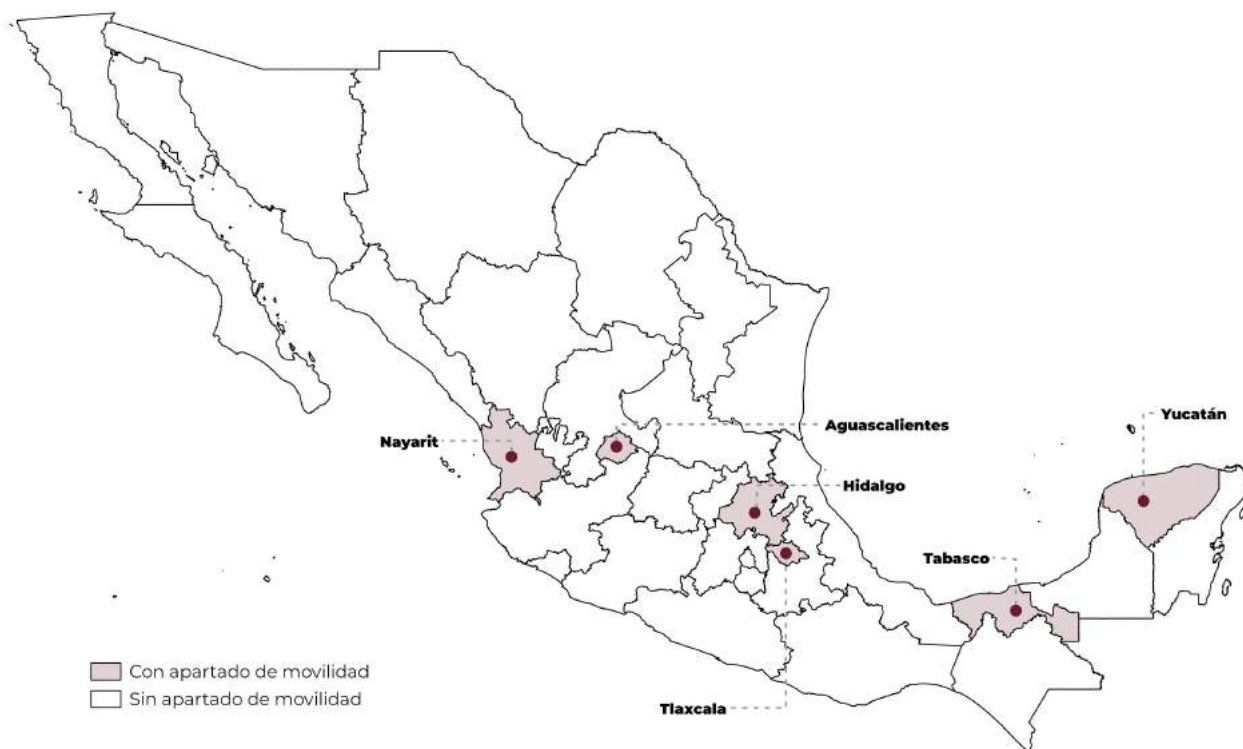 Yucatán
Aguascalientes
Nayarit
Hidalgo
Tabasco
Con apartado de movilidad
Sin apartado de movilidad
Tlaxcala